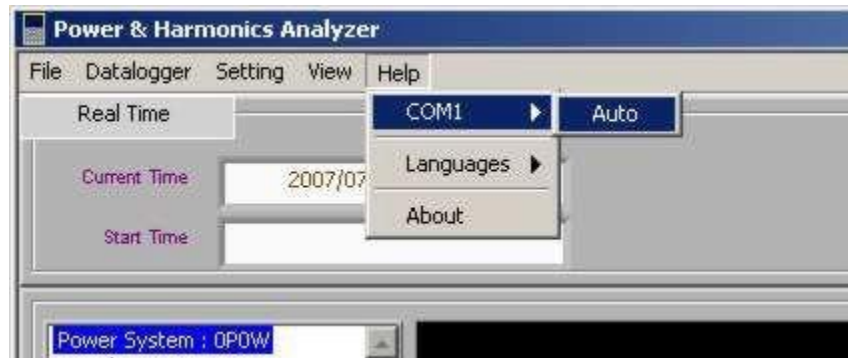 Power & Harmonics Analyzer
File Datalogger Setting View Help
Real Time
COM1 Auto
Current Time 2007/07
Languages
About
Start Time
Power System : 0P0W